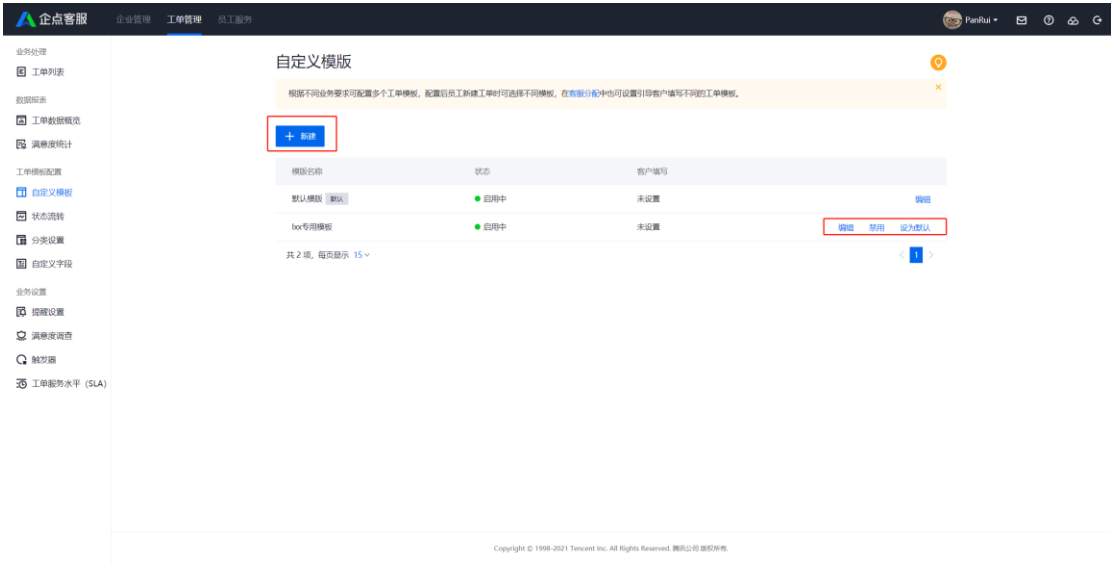 企点客服 企业管理 工单管理 员工服务 PanRui
业务处理
工单列表
数据报表
工单数据概览
满意度统计
工单模板配置
自定义模板
状态流转
分类设置
自定义字段
业务设置
提醒设置
满意度调查
触发器
工单服务水平（SLA）
自定义模版
根据不同业务要求可配置多个工单模板，配置后员工新建工单时可选择不同模板，在客服分配中也可设置引导客户填写不同的工单模板。
+ 新建
模版名称 状态 客户填写
默认模版 默认 启用中 未设置 编辑
lxx专用模板 启用中 未设置 编辑 禁用 设为默认
共 2 项，每页显示 15 < 1 >
Copyright © 1998-2021 Tencent Inc. All Rights Reserved. 腾讯公司 版权所有.